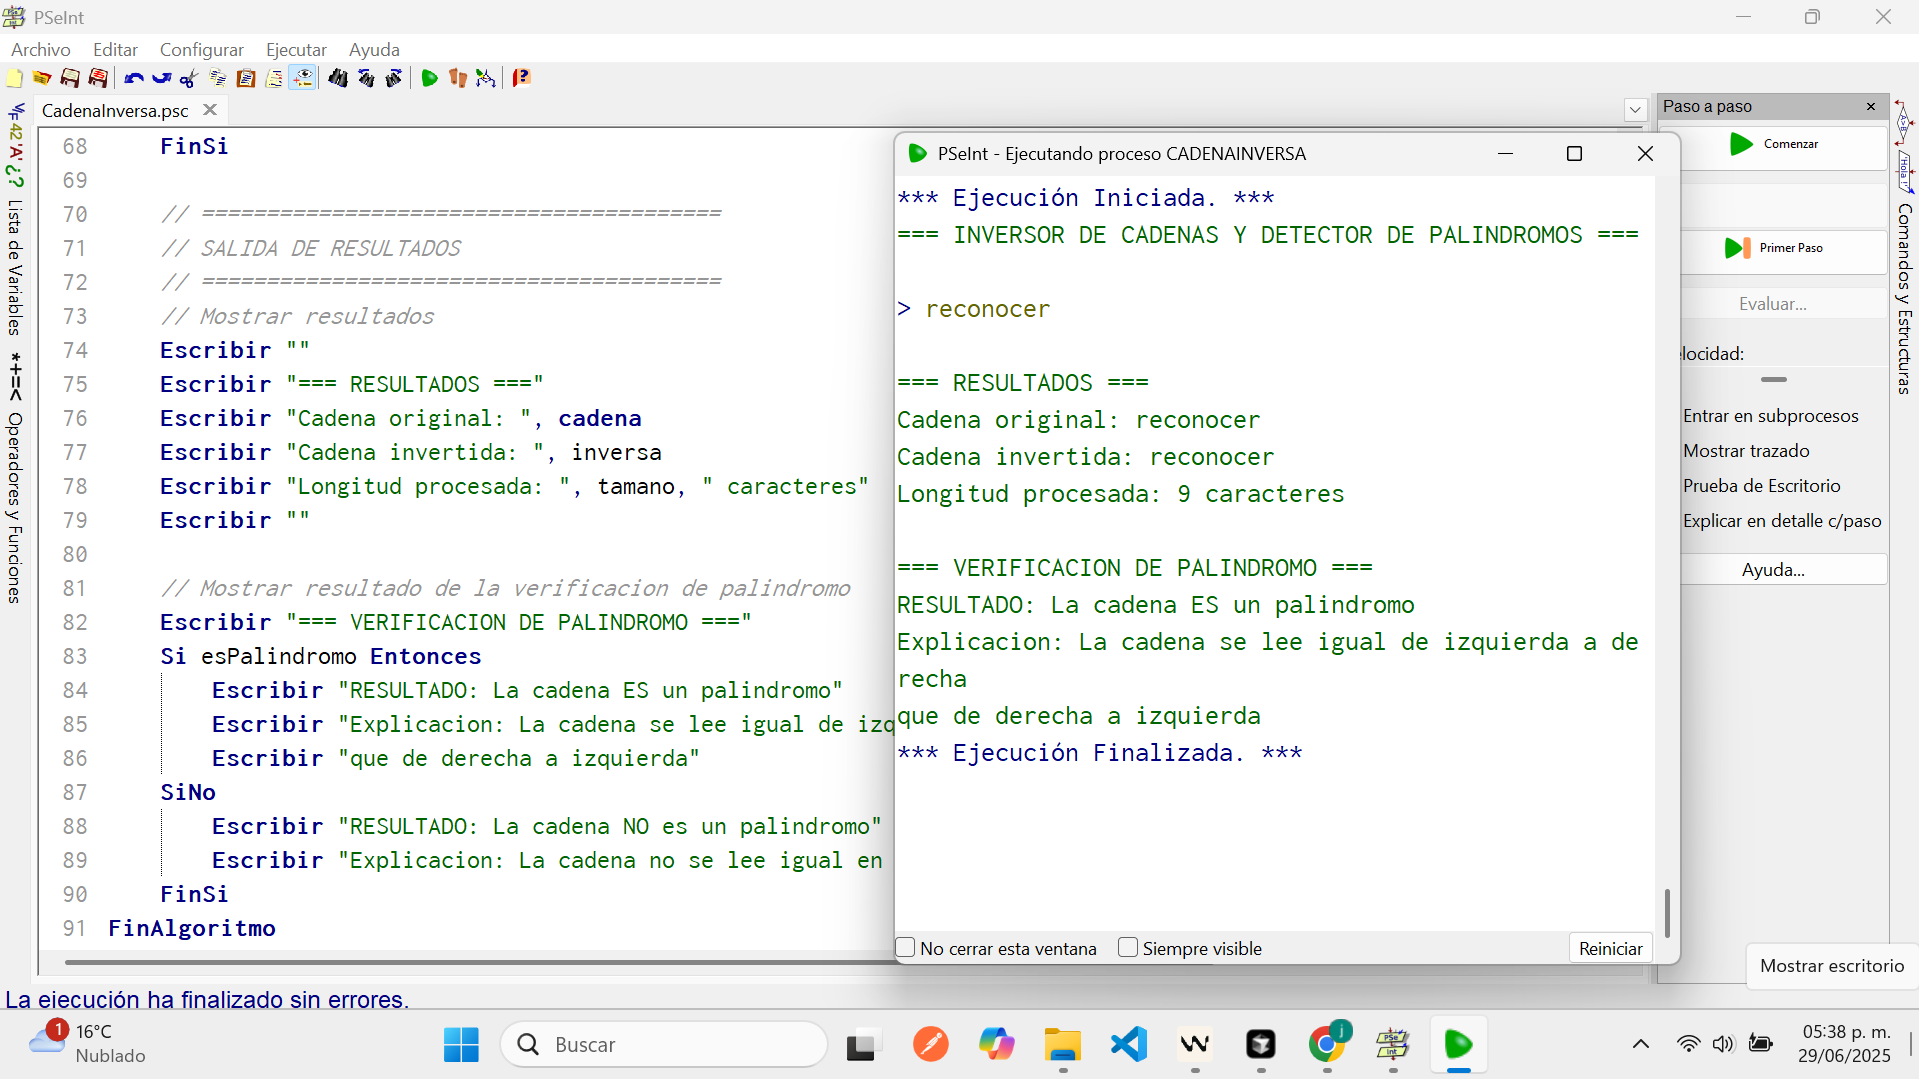 PSeInt
Archivo Editar Configurar Ejecutar Ayuda
CadenaInversa.psc
68 FinSi
69
70 // ========================================
71 // SALIDA DE RESULTADOS
72 // ========================================
73 // Mostrar resultados
74 Escribir ""
75 Escribir "=== RESULTADOS ==="
76 Escribir "Cadena original: ", cadena
77 Escribir "Cadena invertida: ", inversa
78 Escribir "Longitud procesada: ", tamano, " caracteres"
79 Escribir ""
80
81 // Mostrar resultado de la verificacion de palindromo
82 Escribir "=== VERIFICACION DE PALINDROMO ==="
83 Si esPalindromo Entonces
84 Escribir "RESULTADO: La cadena ES un palindromo"
85 Escribir "Explicacion: La cadena se lee igual de izq
86 Escribir "que de derecha a izquierda"
87 SiNo
88 Escribir "RESULTADO: La cadena NO es un palindromo"
89 Escribir "Explicacion: La cadena no se lee igual en
90 FinSi
91 FinAlgoritmo
Lista de Variables
Operadores y Funciones
PSeInt - Ejecutando proceso CADENAINVERSA
*** Ejecución Iniciada. ***
=== INVERSOR DE CADENAS Y DETECTOR DE PALINDROMOS ===
> reconocer
=== RESULTADOS ===
Cadena original: reconocer
Cadena invertida: reconocer
Longitud procesada: 9 caracteres
=== VERIFICACION DE PALINDROMO ===
RESULTADO: La cadena ES un palindromo
Explicacion: La cadena se lee igual de izquierda a de
recha
que de derecha a izquierda
*** Ejecución Finalizada. ***
No cerrar esta ventana Siempre visible Reiniciar
Paso a paso
Comenzar
Primer Paso
Evaluar...
elocidad:
Entrar en subprocesos
Mostrar trazado
Prueba de Escritorio
Explicar en detalle c/paso
Ayuda...
Comandos y Estructuras
Mostrar escritorio
La ejecución ha finalizado sin errores.
1
16°C
Nublado
Buscar
05:38 p. m.
29/06/2025